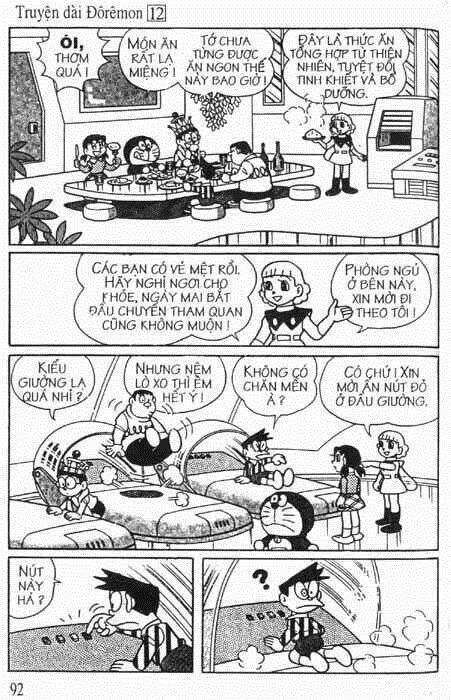 Truyện dài Đôrêmon 12
ÔI,
THƠM
QUÁ!
MÓN ĂN
RẤT LẠ
MIỆNG!
TỚ CHƯA
TỪNG ĐƯỢC
ĂN NGON THẾ
NÀY BAO GIỜ!
ĐÂY LÀ THỨC ĂN
TỔNG HỢP TỪ THIÊN
NHIÊN, TUYỆT ĐỐI
TINH KHIẾT VÀ BỔ
DƯỠNG.
CÁC BẠN CÓ VẺ MỆT RỒI.
HÃY NGHỈ NGƠI CHO
KHỎE, NGÀY MAI BẮT
ĐẦU CHUYẾN THAM QUAN
CŨNG KHÔNG MUỘN!
PHÒNG NGỦ
Ở BÊN NÀY.
XIN MỜI ĐI
THEO TÔI!
KIỂU
GIƯỜNG LẠ
QUÁ NHỈ?
NHƯNG NỆM
LÒ XO THÌ ÊM
HẾT Ý!
KHÔNG CÓ
CHĂN MỀN
À?
CÓ CHỨ! XIN
MỜI ẤN NÚT ĐỎ
Ở ĐẦU GIƯỜNG.
NÚT
NÀY
HẢ?
?
92